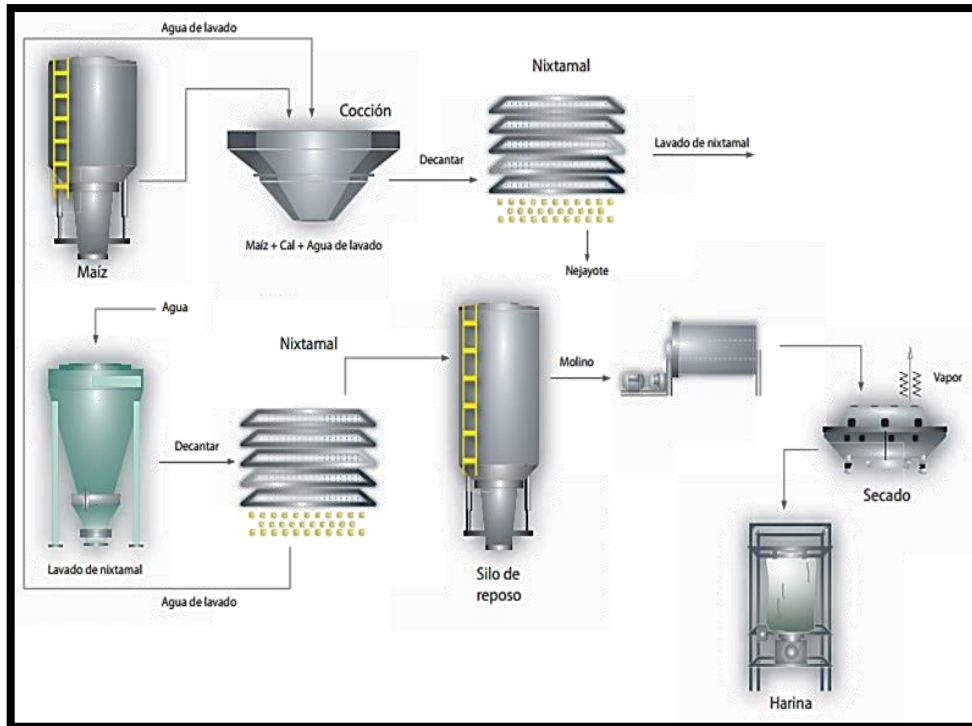 Agua de lavado
Nixtamal
Cocción
Lavado de nixtamal
Decantar
Maíz + Cal + Agua de lavado
Maíz
Nejayote
Agua
Nixtamal
Molino
Vapor
Decantar
Secado
Lavado de nixtamal
Silo de
reposo
Agua de lavado
Harina